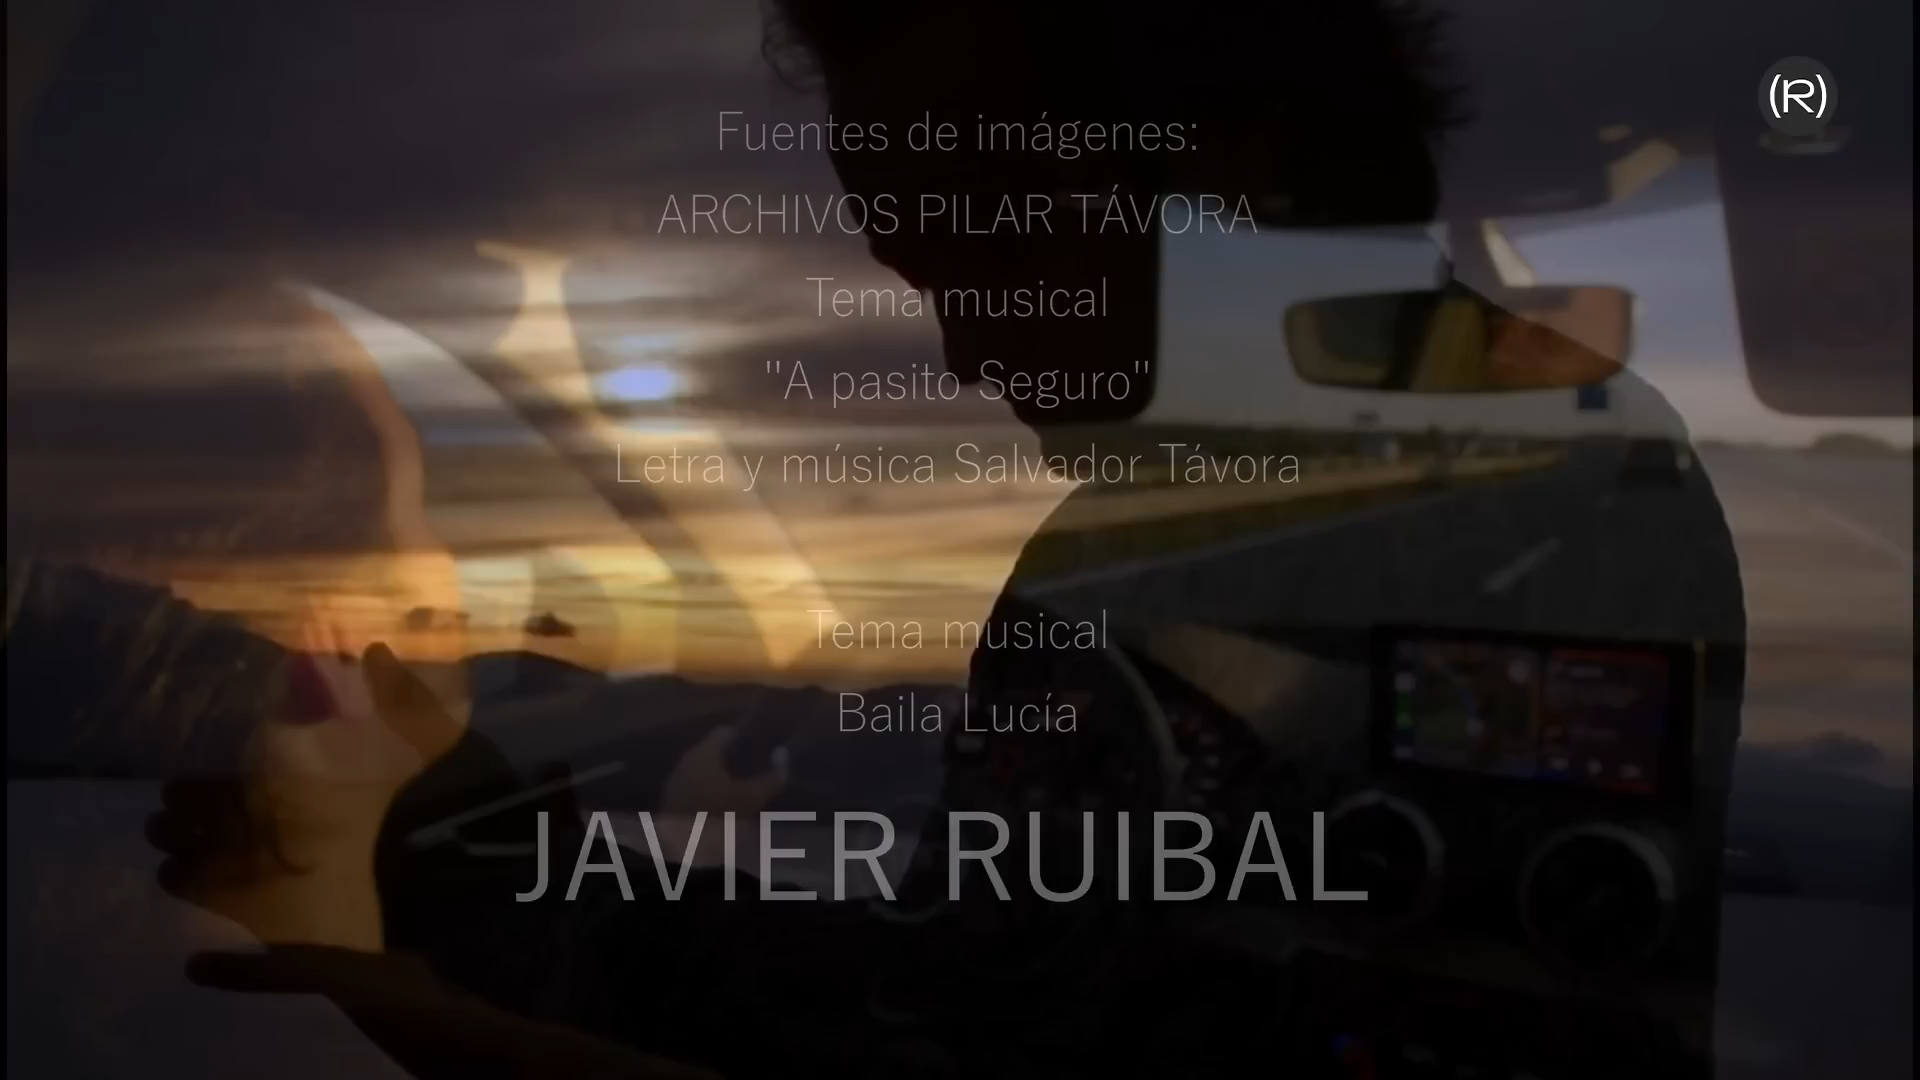 (R)
Fuentes de imágenes:
ARCHIVOS PILAR TÁVORA
Tema musical
"A pasito Seguro"
Letra y música Salvador Távora
Tema musical
Baila Lucía
JAVIER RUIBAL